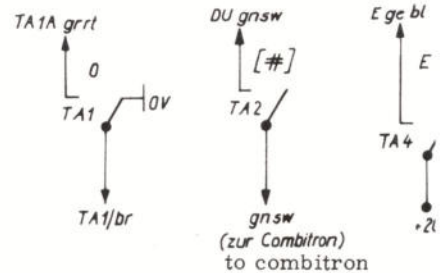 TA1A grrt
DU gnsw
E ge bl
0
[#]
E
0V
TA1
TA2
TA4
TA1/br
gnsw
(zur Combitron)
to combitron